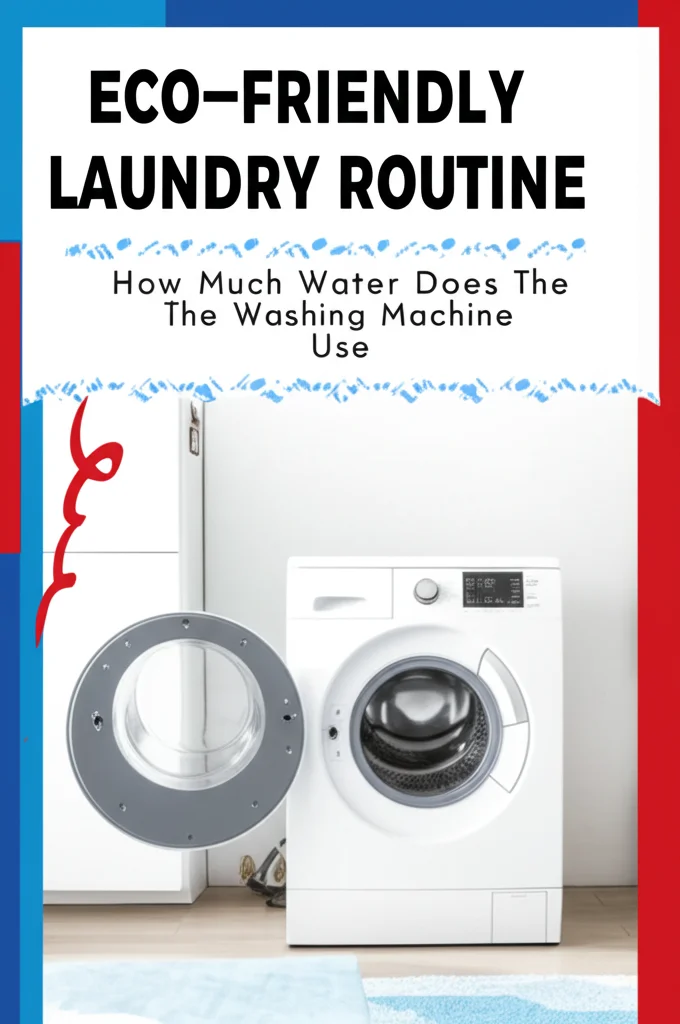 ECO–FRIENDLY
LAUNDRY ROUTINE
How Much Water Does The
The Washing Machine
Use